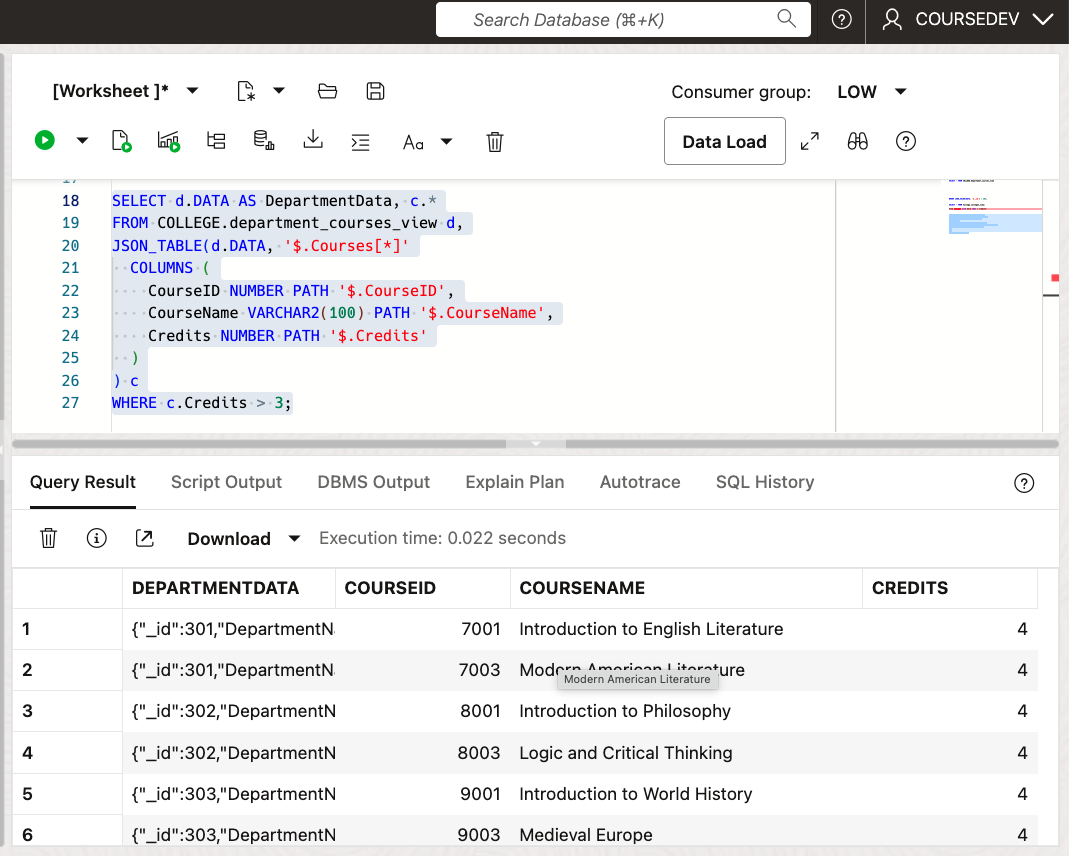 Search Database (⌘+K)
COURSEDEV
[Worksheet ]*
Consumer group: LOW
Aa
Data Load
18 SELECT d.DATA AS DepartmentData, c.*
19 FROM COLLEGE.department_courses_view d,
20 JSON_TABLE(d.DATA, '$.Courses[*]'
21 COLUMNS (
22 CourseID NUMBER PATH '$.CourseID',
23 CourseName VARCHAR2(100) PATH '$.CourseName',
24 Credits NUMBER PATH '$.Credits'
25 )
26 ) c
27 WHERE c.Credits > 3;
Query Result Script Output DBMS Output Explain Plan Autotrace SQL History
Download Execution time: 0.022 seconds
DEPARTMENTDATA COURSEID COURSENAME CREDITS
1 {"_id":301,"DepartmentN 7001 Introduction to English Literature 4
2 {"_id":301,"DepartmentN 7003 Modern American Literature 4
Modern American Literature
3 {"_id":302,"DepartmentN 8001 Introduction to Philosophy 4
4 {"_id":302,"DepartmentN 8003 Logic and Critical Thinking 4
5 {"_id":303,"DepartmentN 9001 Introduction to World History 4
6 {"_id":303,"DepartmentN 9003 Medieval Europe 4